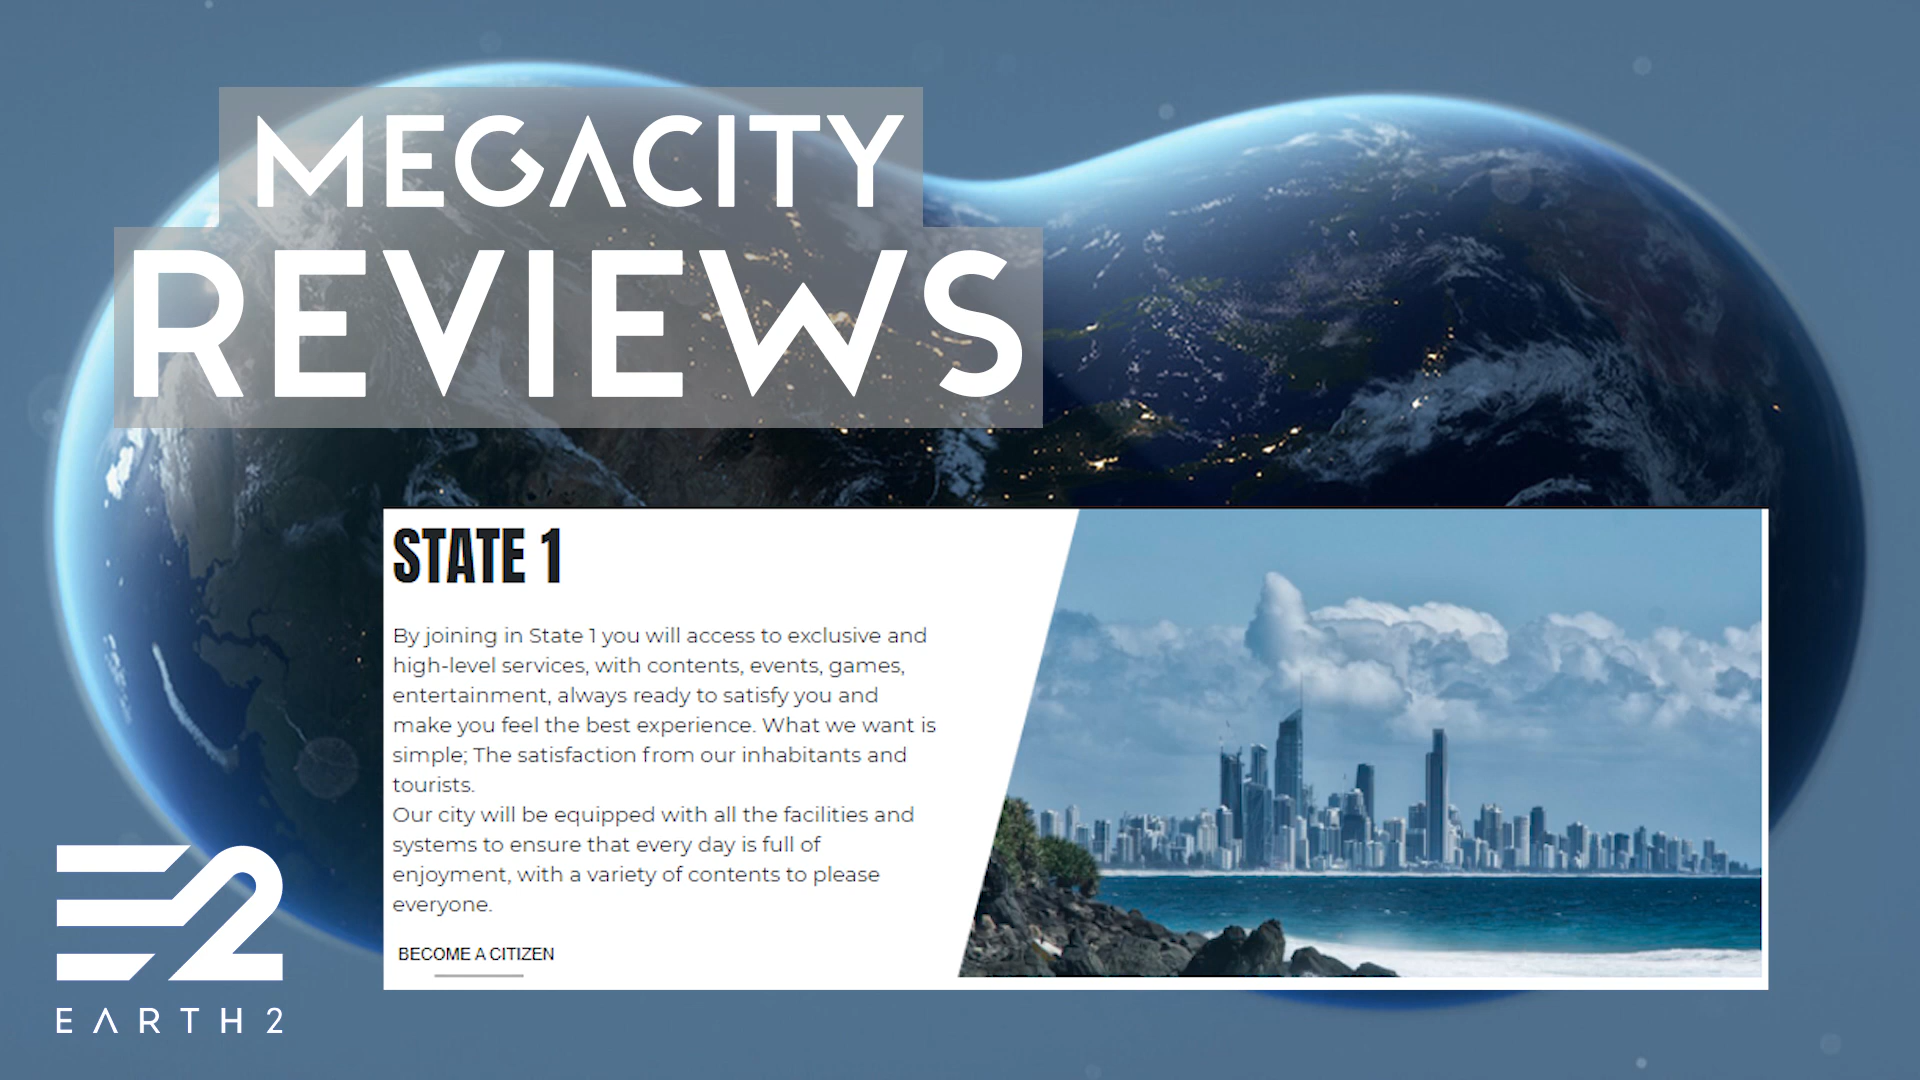 MEGACITY
REVIEWS
STATE 1
By joining in State 1 you will access to exclusive and
high-level services, with contents, events, games,
entertainment, always ready to satisfy you and
make you feel the best experience. What we want is
simple; The satisfaction from our inhabitants and
tourists.
Our city will be equipped with all the facilities and
systems to ensure that every day is full of
enjoyment, with a variety of contents to please
everyone.
BECOME A CITIZEN
E2
EARTH 2